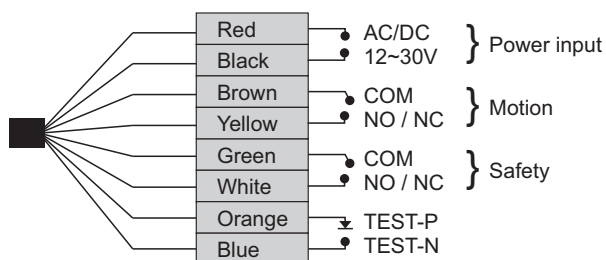 Red
AC/DC
Black
12~30V
Power input
Brown
COM
Yellow
NO / NC
Motion
Green
COM
White
NO / NC
Safety
Orange
TEST-P
Blue
TEST-N